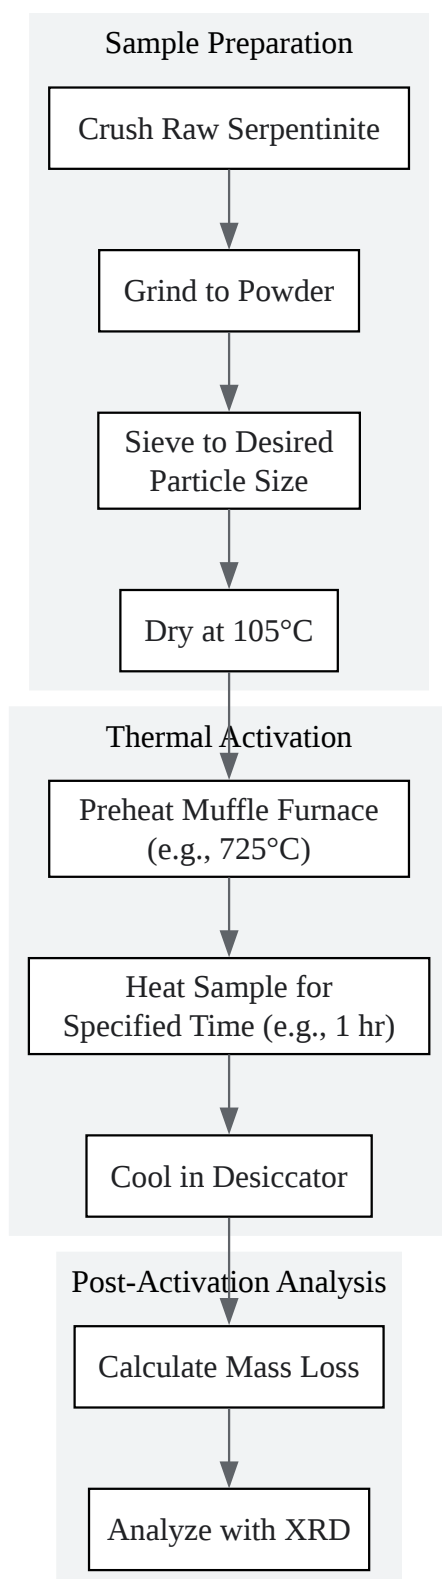 Sample Preparation
Crush Raw Serpentinite
Grind to Powder
Sieve to Desired
Particle Size
Dry at 105°C
Thermal Activation
Preheat Muffle Furnace
(e.g., 725°C)
Heat Sample for
Specified Time (e.g., 1 hr)
Cool in Desiccator
Post-Activation Analysis
Calculate Mass Loss
Analyze with XRD